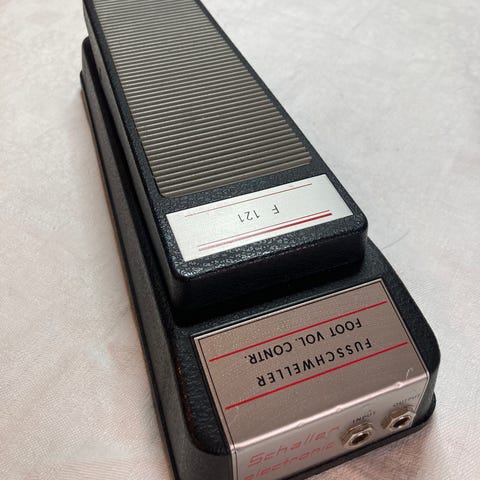 F 121
FUSSCHWELLER
FOOT VOL. CONTR.
INPUT
OUTPUT
Schaller
electronic